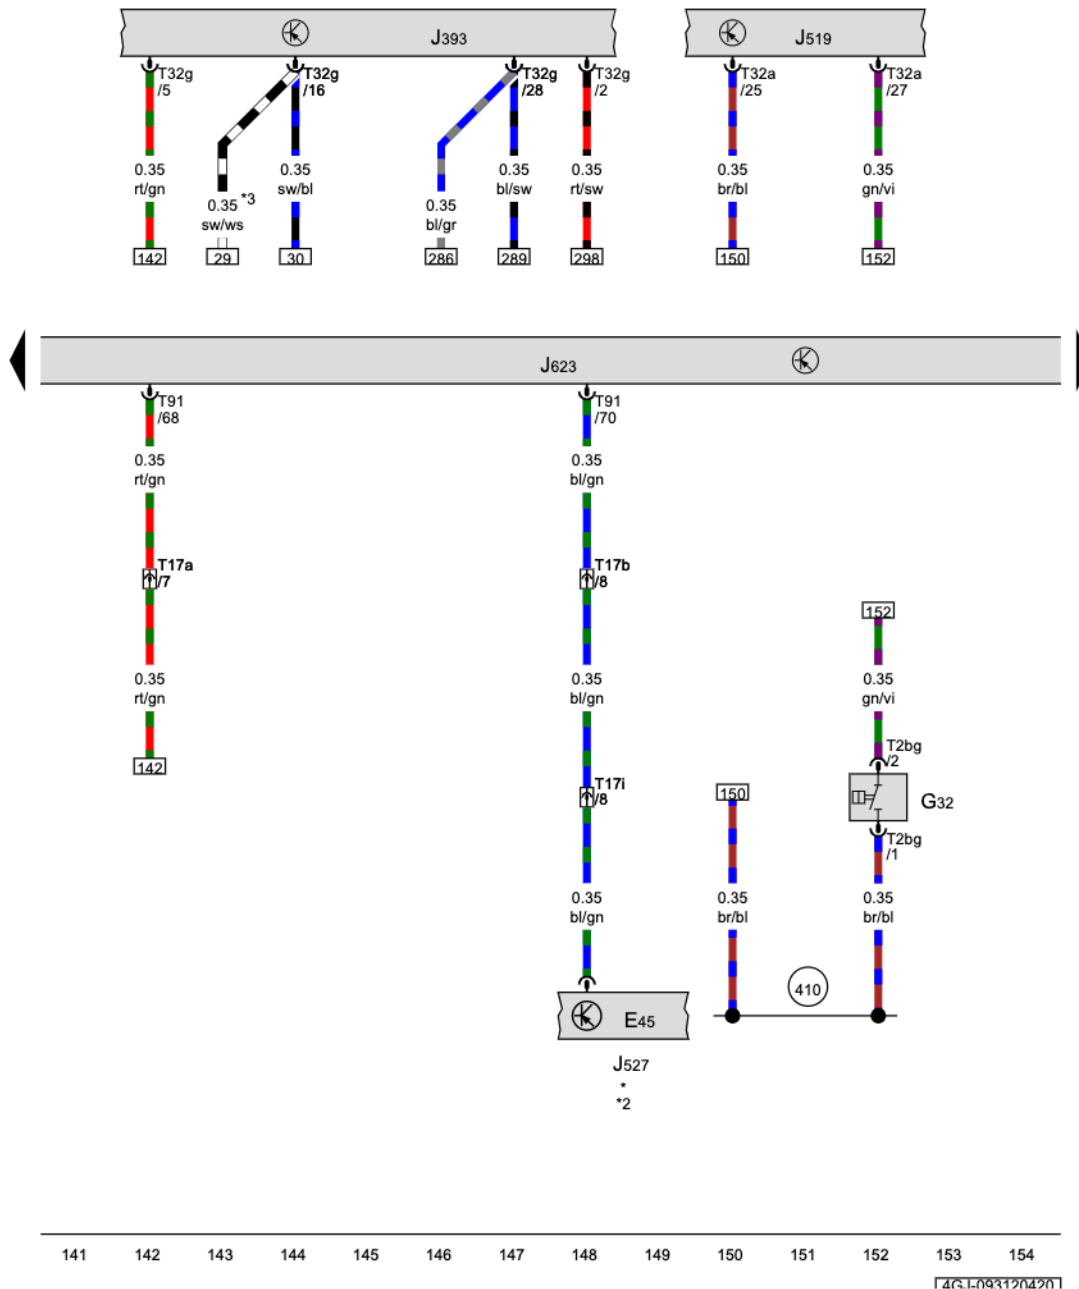 J393
J519
T32g
/5
T32g
/16
T32g
/28
T32g
/2
T32a
/25
T32a
/27
0.35
rt/gn
0.35 *3
sw/ws
0.35
sw/bl
0.35
bl/gr
0.35
bl/sw
0.35
rt/sw
0.35
br/bl
0.35
gn/vi
142
29
30
286
289
298
150
152
J623
T91
/68
T91
/70
0.35
rt/gn
0.35
bl/gn
T17a
/7
T17b
/8
152
0.35
rt/gn
0.35
bl/gn
0.35
gn/vi
142
T17i
/8
150
T2bg
/2
G32
T2bg
/1
0.35
bl/gn
0.35
br/bl
0.35
br/bl
410
E45
J527
*
*2
141 142 143 144 145 146 147 148 149 150 151 152 153 154
4GJ-093120420